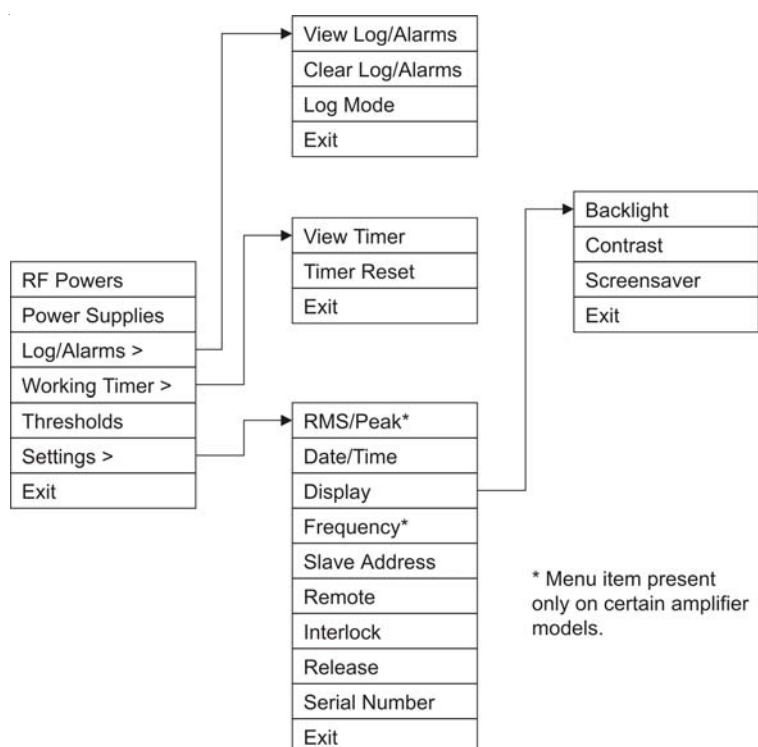 View Log/Alarms
Clear Log/Alarms
Log Mode
Exit
View Timer
Timer Reset
Exit
Backlight
Contrast
Screensaver
Exit
RF Powers
Power Supplies
Log/Alarms >
Working Timer >
Thresholds
Settings >
Exit
RMS/Peak*
Date/Time
Display
Frequency*
Slave Address
Remote
Interlock
Release
Serial Number
Exit
* Menu item present
only on certain amplifier
models.